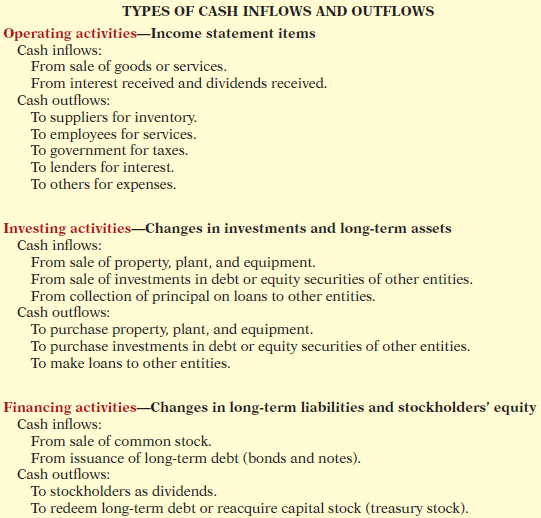 TYPES OF CASH INFLOWS AND OUTFLOWS
Operating activities—Income statement items
Cash inflows:
From sale of goods or services.
From interest received and dividends received.
Cash outflows:
To suppliers for inventory.
To employees for services.
To government for taxes.
To lenders for interest.
To others for expenses.
Investing activities—Changes in investments and long-term assets
Cash inflows:
From sale of property, plant, and equipment.
From sale of investments in debt or equity securities of other entities.
From collection of principal on loans to other entities.
Cash outflows:
To purchase property, plant, and equipment.
To purchase investments in debt or equity securities of other entities.
To make loans to other entities.
Financing activities—Changes in long-term liabilities and stockholders' equity
Cash inflows:
From sale of common stock.
From issuance of long-term debt (bonds and notes).
Cash outflows:
To stockholders as dividends.
To redeem long-term debt or reacquire capital stock (treasury stock).